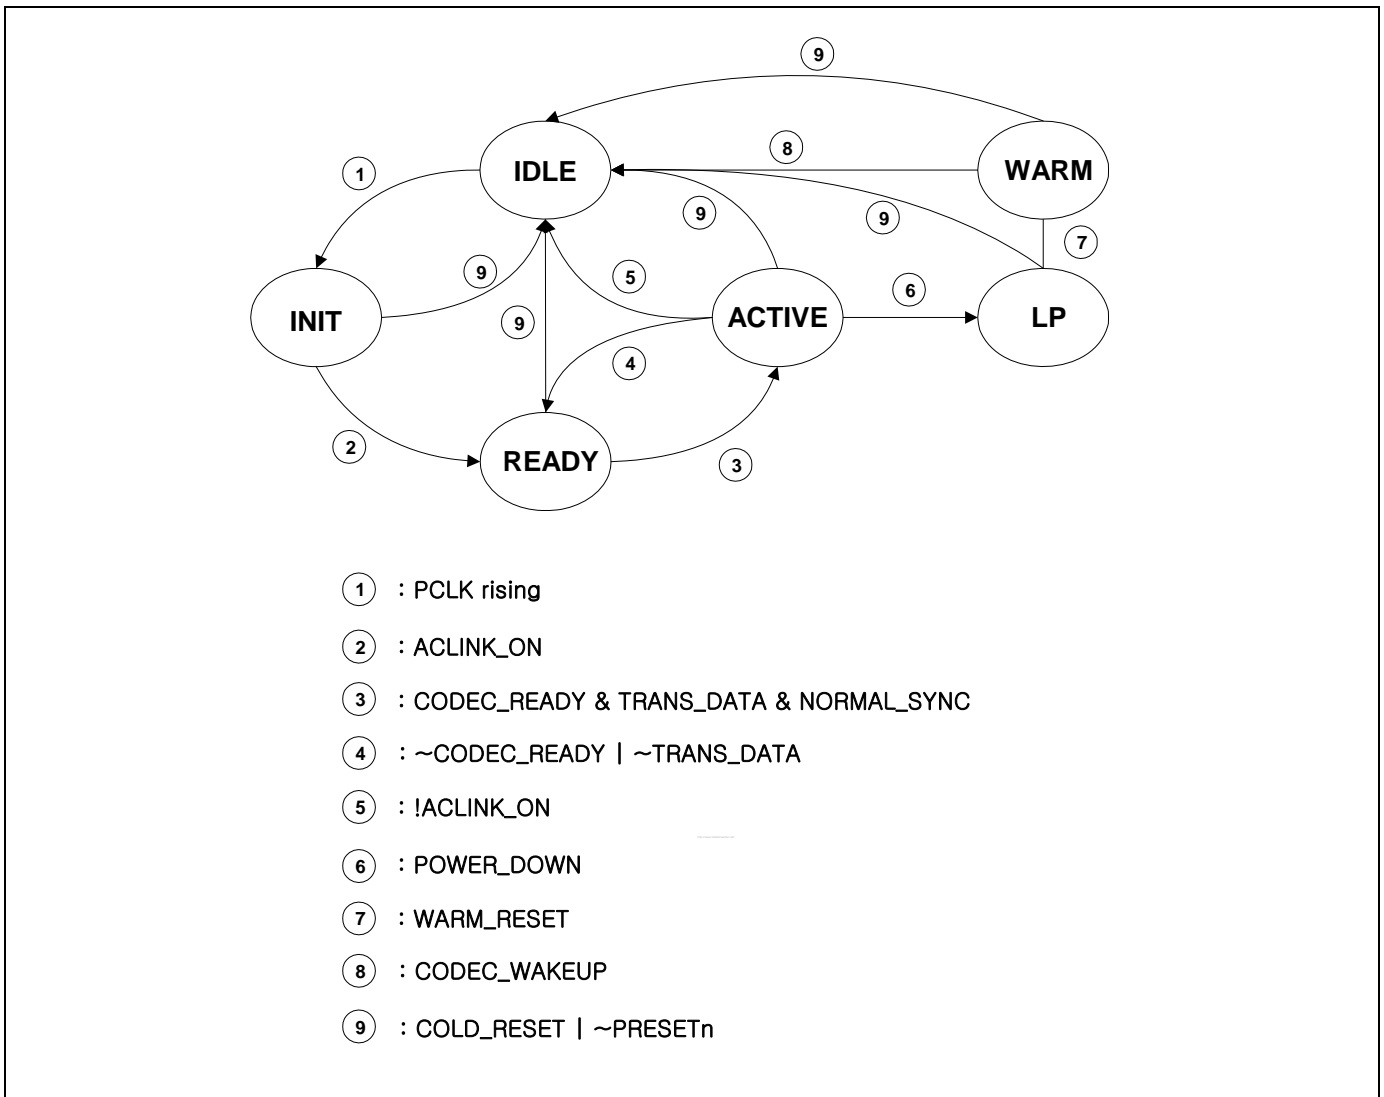 9
IDLE
8
WARM
1
9
9
7
9
5
6
INIT
9
ACTIVE
LP
4
2
READY
3
1 : PCLK rising
2 : ACLINK_ON
3 : CODEC_READY & TRANS_DATA & NORMAL_SYNC
4 : ~CODEC_READY | ~TRANS_DATA
5 : !ACLINK_ON
6 : POWER_DOWN
7 : WARM_RESET
8 : CODEC_WAKEUP
9 : COLD_RESET | ~PRESETn